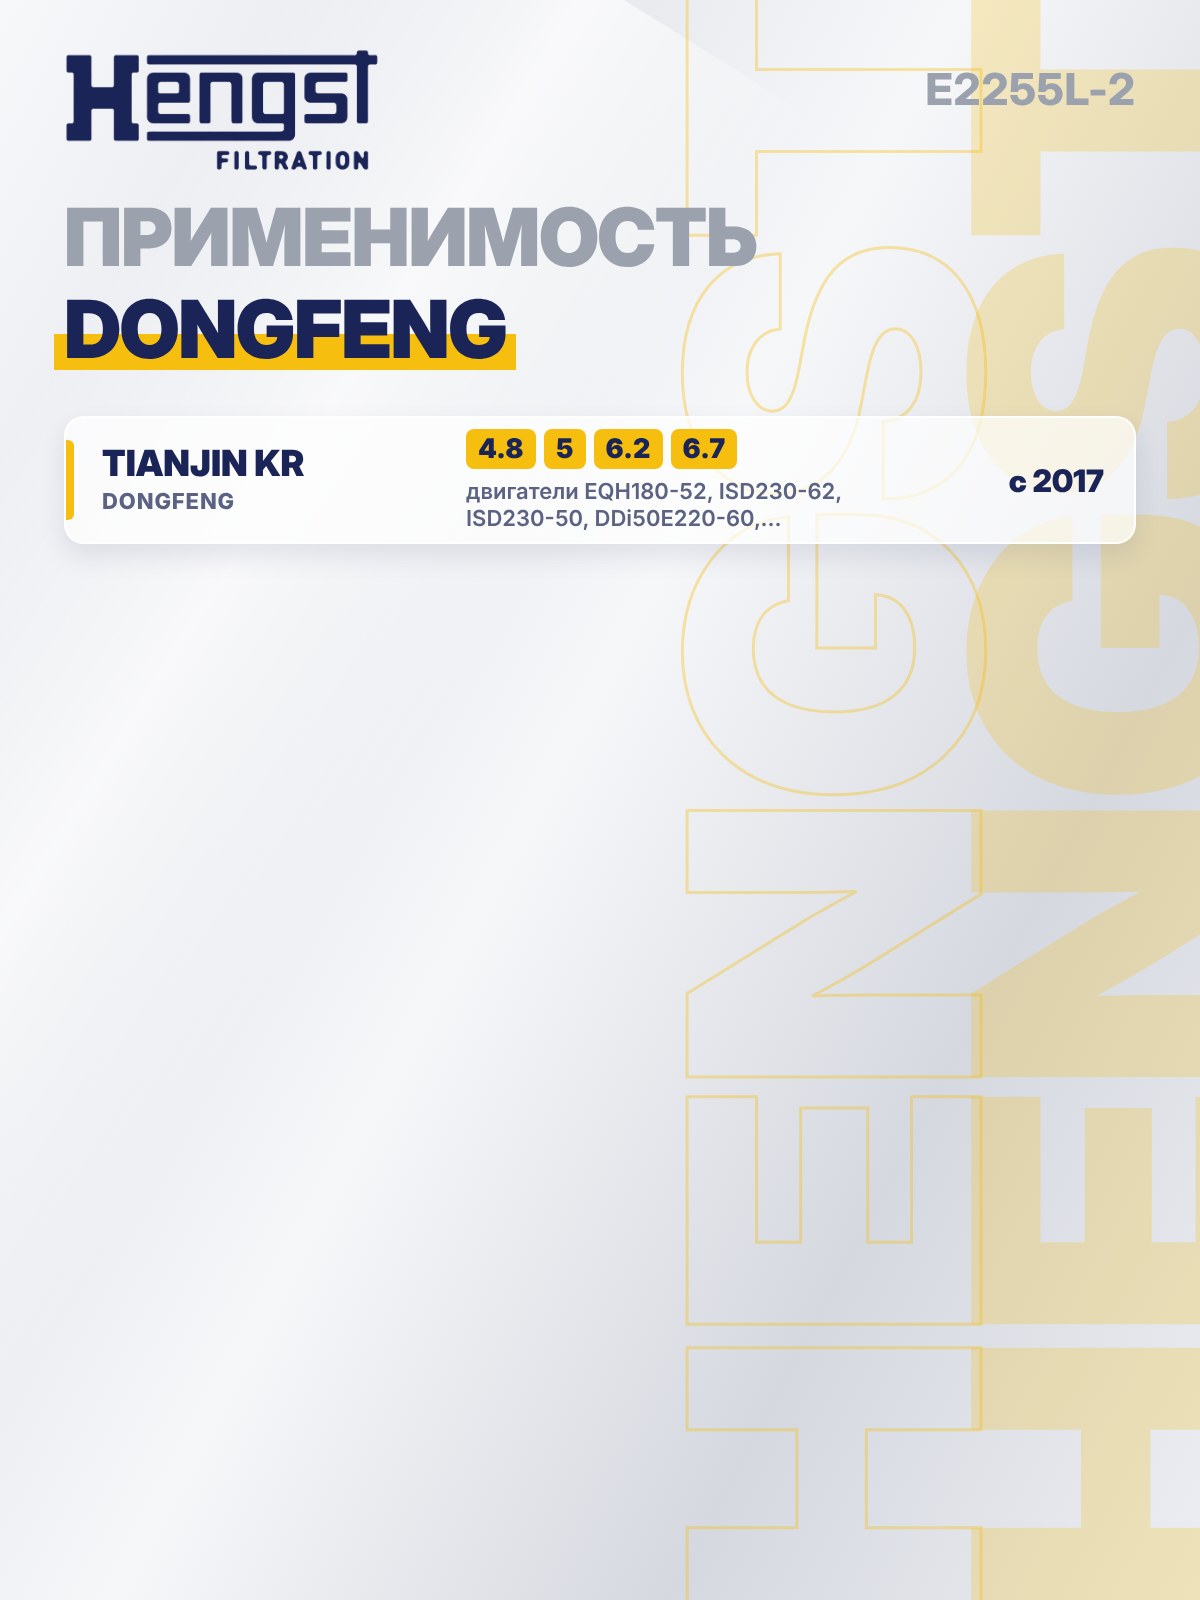 Hengst
FILTRATION
E2255L-2
ПРИМЕНИМОСТЬ
DONGFENG
TIANJIN KR
DONGFENG
4.8 5 6.2 6.7
двигатели EQH180-52, ISD230-62,
ISD230-50, DDi50E220-60,...
с 2017
HENGST
HENGST